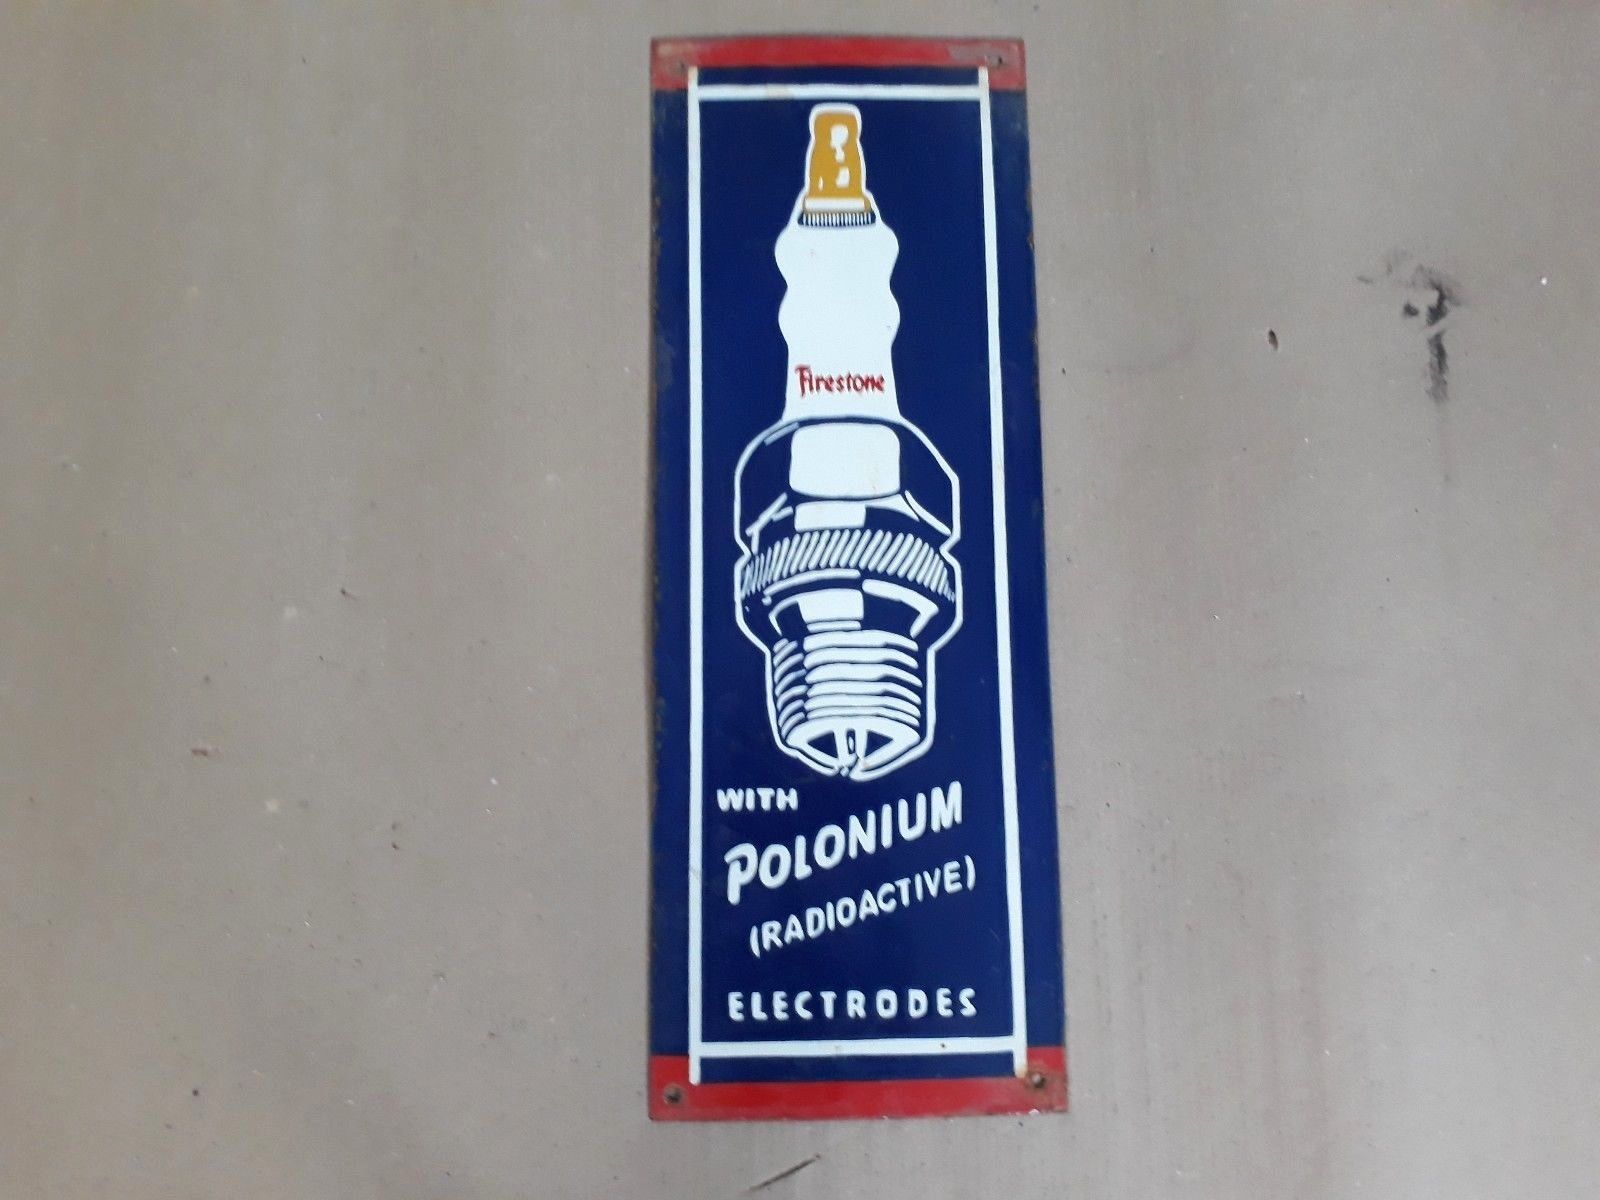 Firestone
WITH
POLONIUM
(RADIOACTIVE)
ELECTRODES